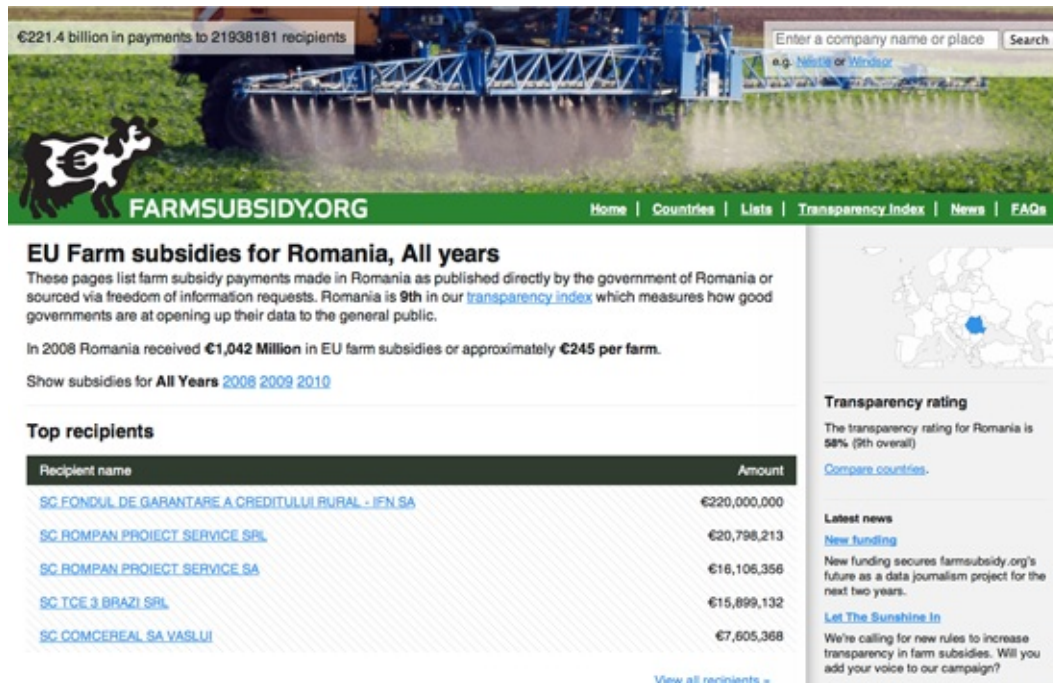 €221.4 billion in payments to 21938181 recipients
Enter a company name or place Search
e.g. Nestle or Windsor
FARMSUBSIDY.ORG
Home | Countries | Lists | Transparency Index | News | FAQs
EU Farm subsidies for Romania, All years
These pages list farm subsidy payments made in Romania as published directly by the government of Romania or
sourced via freedom of information requests. Romania is 9th in our transparency index which measures how good
governments are at opening up their data to the general public.
In 2008 Romania received €1,042 Million in EU farm subsidies or approximately €245 per farm.
Show subsidies for All Years 2008 2009 2010
Top recipients
Recipient name Amount
SC FONDUL DE GARANTARE A CREDITULUI RURAL - IFN SA €220,000,000
SC ROMPAN PROIECT SERVICE SRL €20,798,213
SC ROMPAN PROIECT SERVICE SA €16,106,356
SC TCE 3 BRAZI SRL €15,899,132
SC COMCEREAL SA VASLUI €7,605,368
View all recipients »
Transparency rating
The transparency rating for Romania is
58% (9th overall)
Compare countries.
Latest news
New funding
New funding secures farmsubsidy.org's
future as a data journalism project for the
next two years.
Let The Sunshine In
We're calling for new rules to increase
transparency in farm subsidies. Will you
add your voice to our campaign?